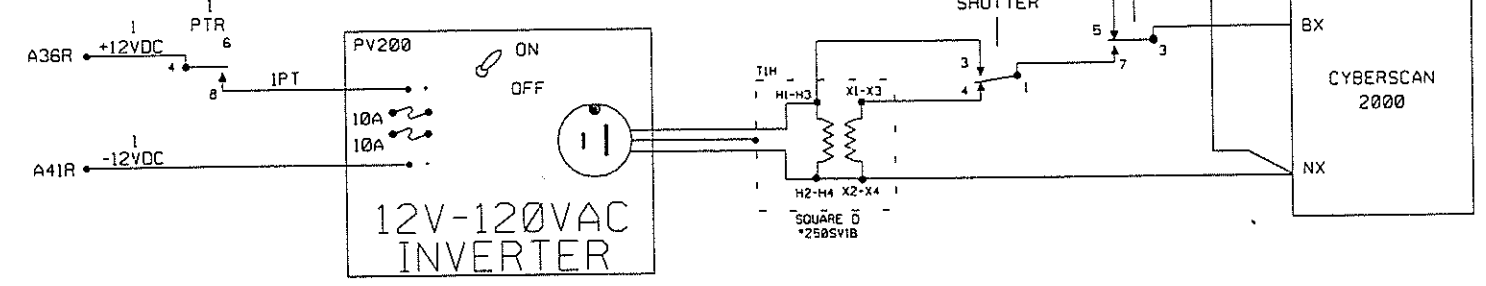 SHUTTER
1
PTR
A36R
+12VDC
4
6
8
1PT
PV200
ON
OFF
10A
10A
1
-12VDC
A41R
12V-120VAC
INVERTER
T1H
H1-H3
X1-X3
H2-H4
X2-X4
SQUARE D
*250SV1B
3
4
1
5
7
3
BX
CYBERSCAN
2000
NX